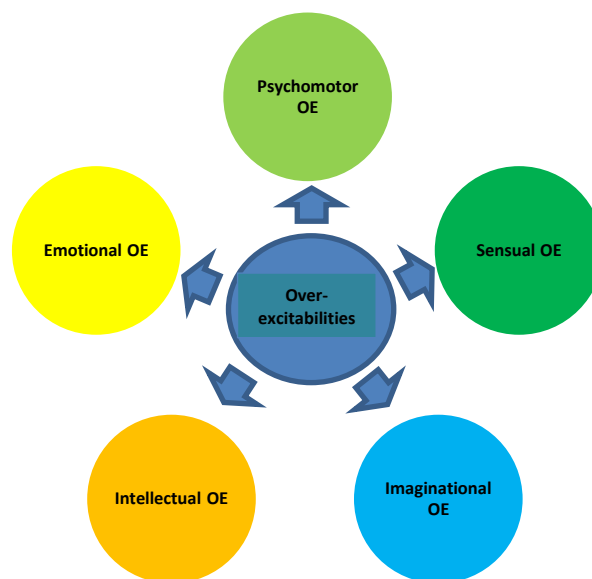 Psychomotor
OE
Emotional OE
Sensual OE
Over-
excitabilities
Intellectual OE
Imaginational
OE